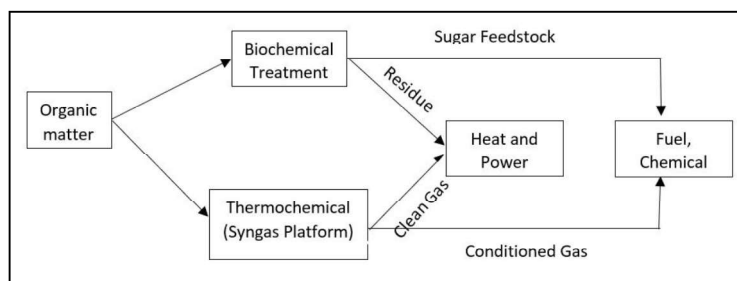 Sugar Feedstock
Biochemical
Treatment
Residue
Organic
matter
Heat and
Power
Fuel,
Chemical
Thermochemical
(Syngas Platform)
Clean Gas
Conditioned Gas